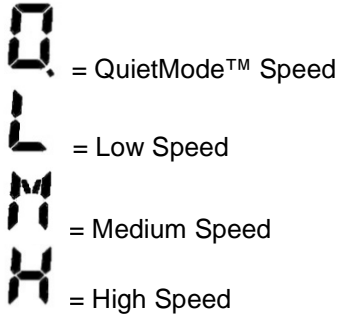 Q = QuietMode™ Speed
L = Low Speed
M = Medium Speed
H = High Speed